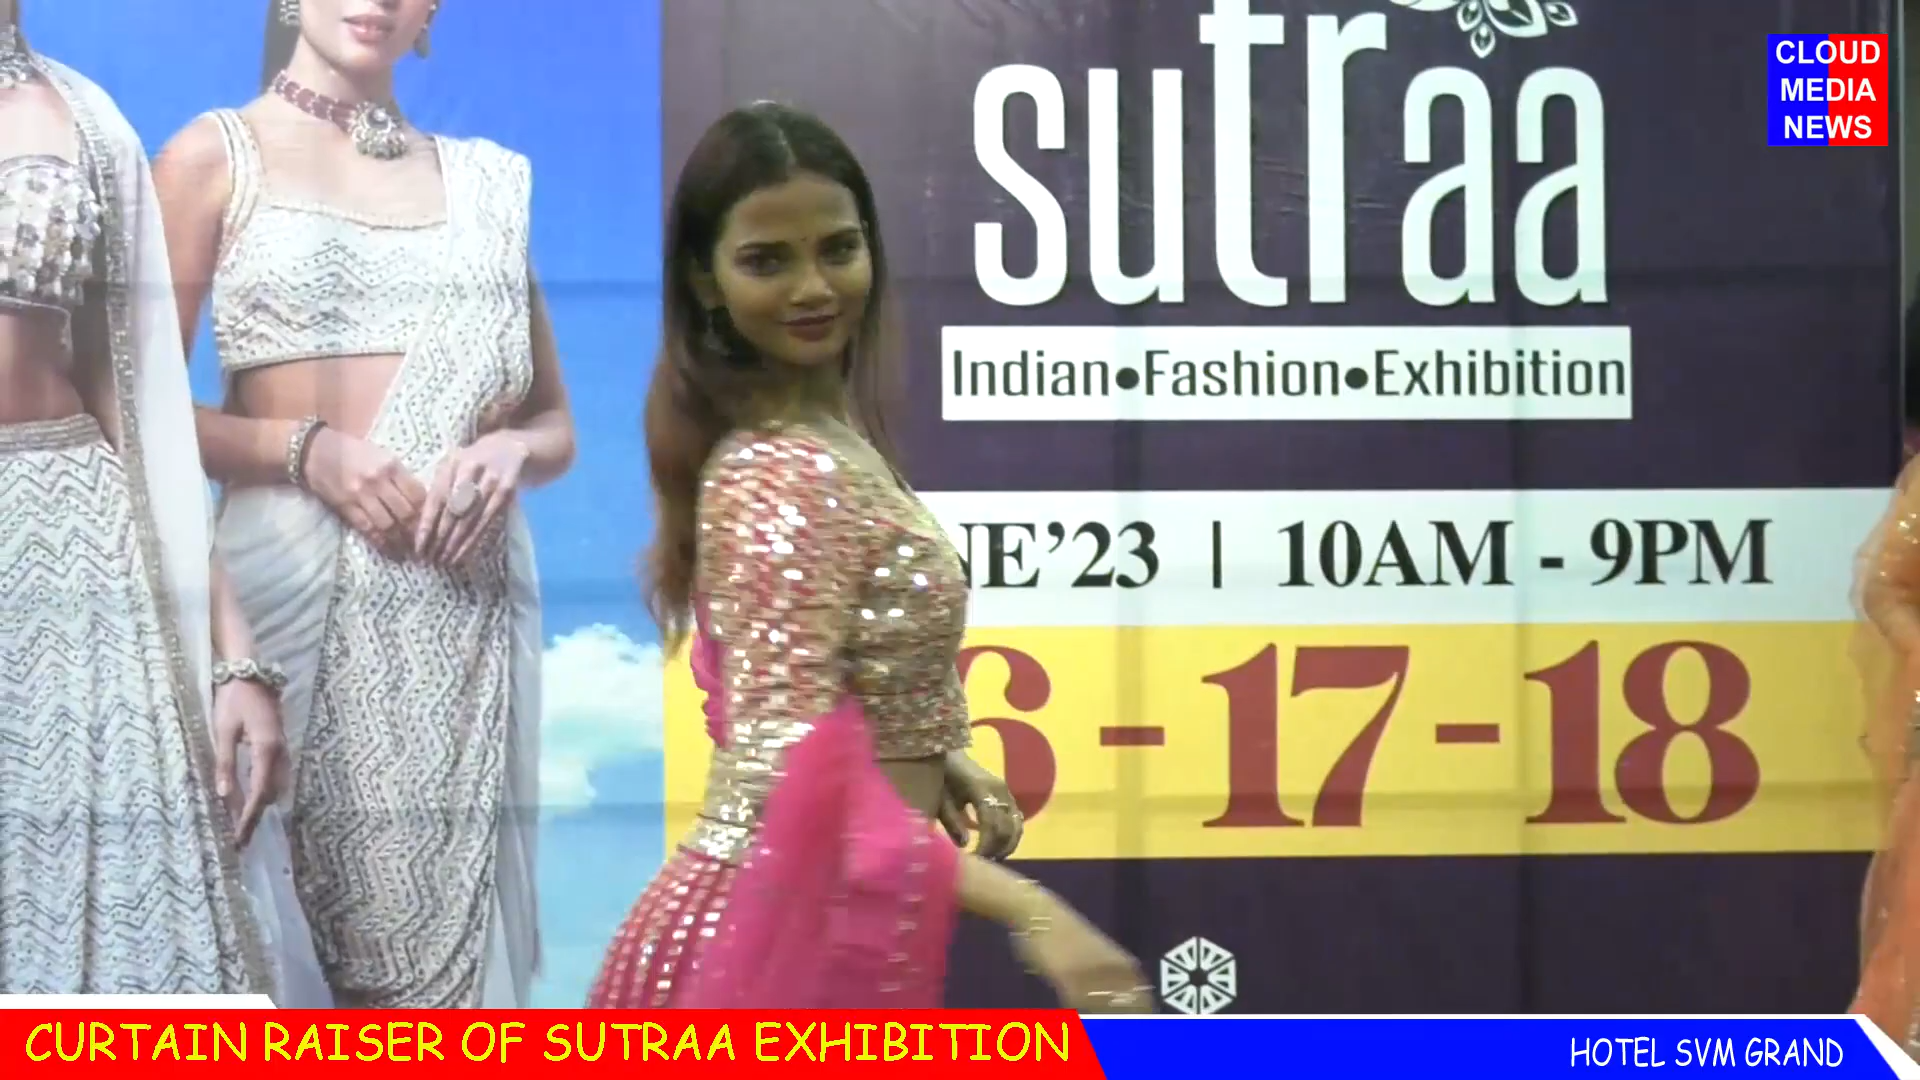 CLOUD
MEDIA
NEWS
sutraa
Indian•Fashion•Exhibition
NE'23 | 10AM - 9PM
6-17-18
CURTAIN RAISER OF SUTRAA EXHIBITION
HOTEL SVM GRAND